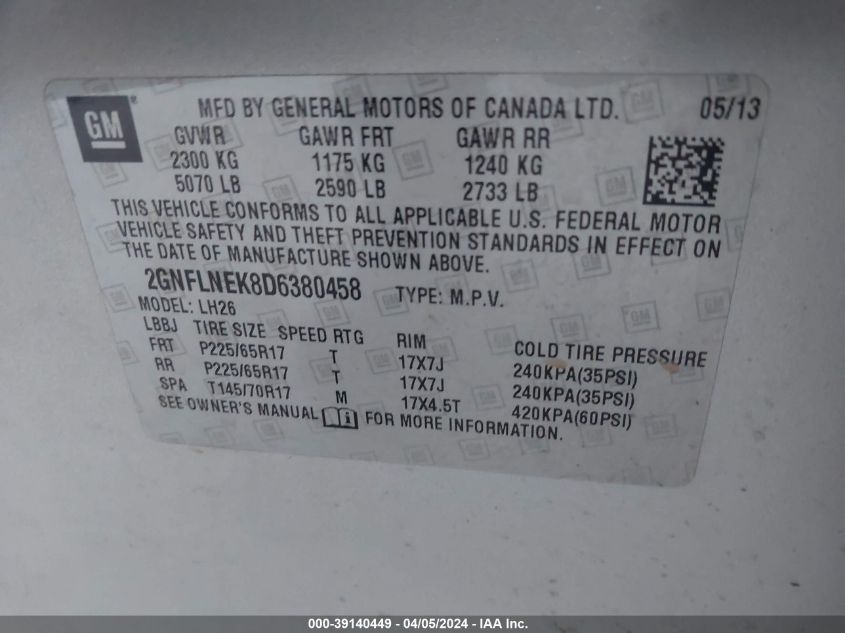 GM
MFD BY GENERAL MOTORS OF CANADA LTD. 05/13
GVWR GAWR FRT GAWR RR
2300 KG 1175 KG 1240 KG
5070 LB 2590 LB 2733 LB
THIS VEHICLE CONFORMS TO ALL APPLICABLE U.S. FEDERAL MOTOR
VEHICLE SAFETY AND THEFT PREVENTION STANDARDS IN EFFECT ON
THE DATE OF MANUFACTURE SHOWN ABOVE.
2GNFLNEK8D6380458 TYPE: M.P.V.
MODEL: LH26
LBBJ TIRE SIZE SPEED RTG RIM COLD TIRE PRESSURE
FRT P225/65R17 T 17X7J 240KPA(35PSI)
RR P225/65R17 T 17X7J 240KPA(35PSI)
SPA T145/70R17 M 17X4.5T 420KPA(60PSI)
SEE OWNER'S MANUAL FOR MORE INFORMATION.
000-39140449 - 04/05/2024 - IAA Inc.